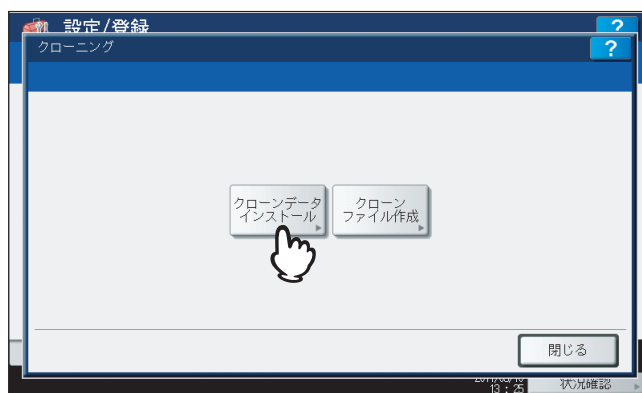 設定/登録
?
クローニング
?
クローンデータ
インストール
クローン
ファイル作成
閉じる
13:25
状況確認